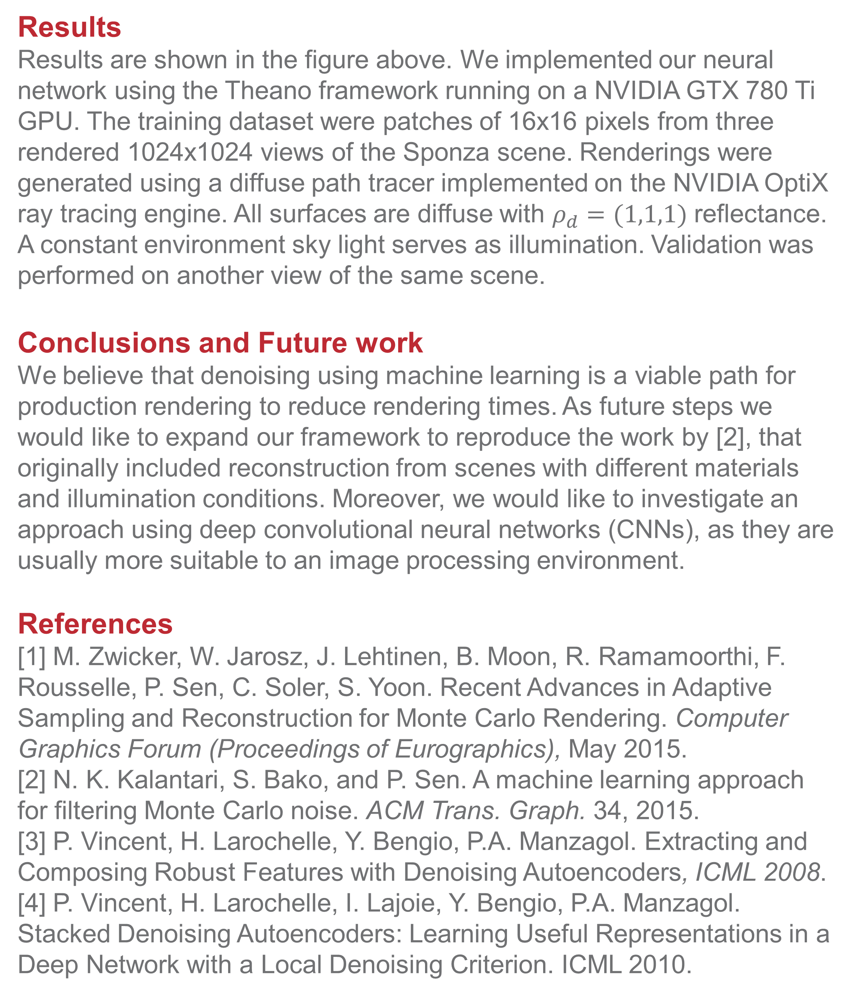 Results
Results are shown in the figure above. We implemented our neural
network using the Theano framework running on a NVIDIA GTX 780 Ti
GPU. The training dataset were patches of 16x16 pixels from three
rendered 1024x1024 views of the Sponza scene. Renderings were
generated using a diffuse path tracer implemented on the NVIDIA OptiX
ray tracing engine. All surfaces are diffuse with 𝜌𝑑 = (1,1,1) reflectance.
A constant environment sky light serves as illumination. Validation was
performed on another view of the same scene.
Conclusions and Future work
We believe that denoising using machine learning is a viable path for
production rendering to reduce rendering times. As future steps we
would like to expand our framework to reproduce the work by [2], that
originally included reconstruction from scenes with different materials
and illumination conditions. Moreover, we would like to investigate an
approach using deep convolutional neural networks (CNNs), as they are
usually more suitable to an image processing environment.
References
[1] M. Zwicker, W. Jarosz, J. Lehtinen, B. Moon, R. Ramamoorthi, F.
Rousselle, P. Sen, C. Soler, S. Yoon. Recent Advances in Adaptive
Sampling and Reconstruction for Monte Carlo Rendering. Computer
Graphics Forum (Proceedings of Eurographics), May 2015.
[2] N. K. Kalantari, S. Bako, and P. Sen. A machine learning approach
for filtering Monte Carlo noise. ACM Trans. Graph. 34, 2015.
[3] P. Vincent, H. Larochelle, Y. Bengio, P.A. Manzagol. Extracting and
Composing Robust Features with Denoising Autoencoders, ICML 2008.
[4] P. Vincent, H. Larochelle, I. Lajoie, Y. Bengio, P.A. Manzagol.
Stacked Denoising Autoencoders: Learning Useful Representations in a
Deep Network with a Local Denoising Criterion. ICML 2010.